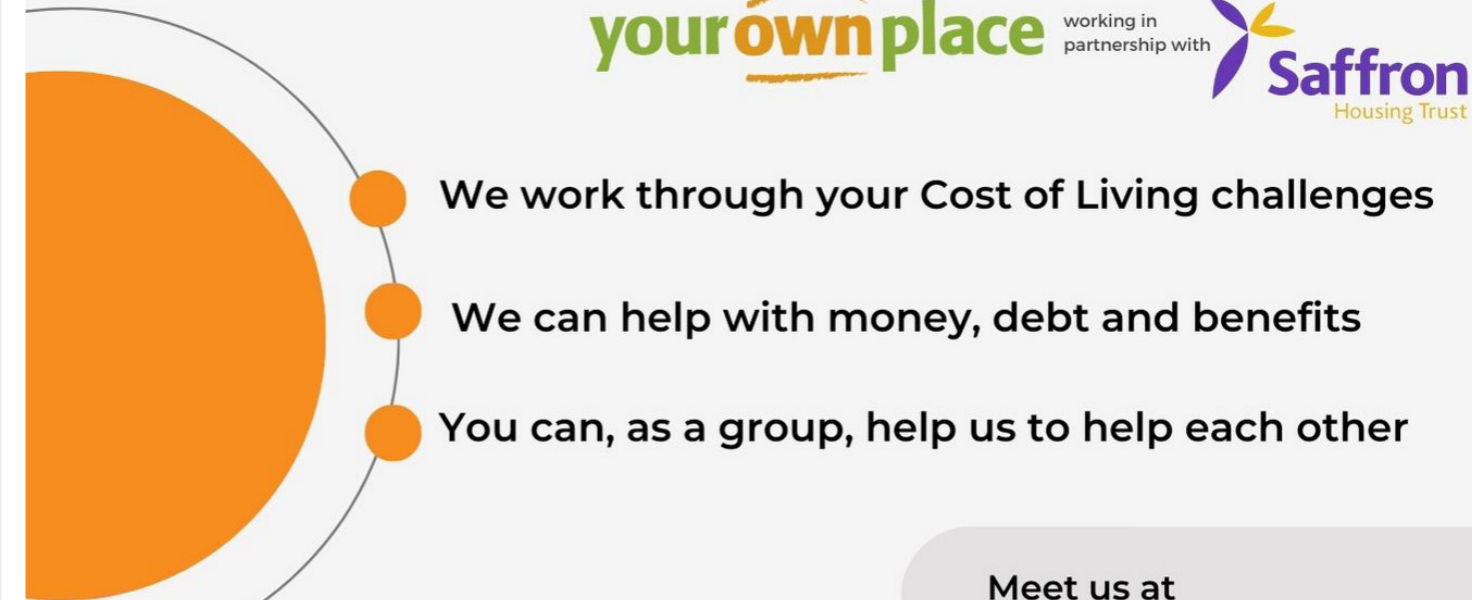 yourownplace
working in
partnership with
Saffron
Housing Trust
We work through your Cost of Living challenges
We can help with money, debt and benefits
You can, as a group, help us to help each other
Meet us at